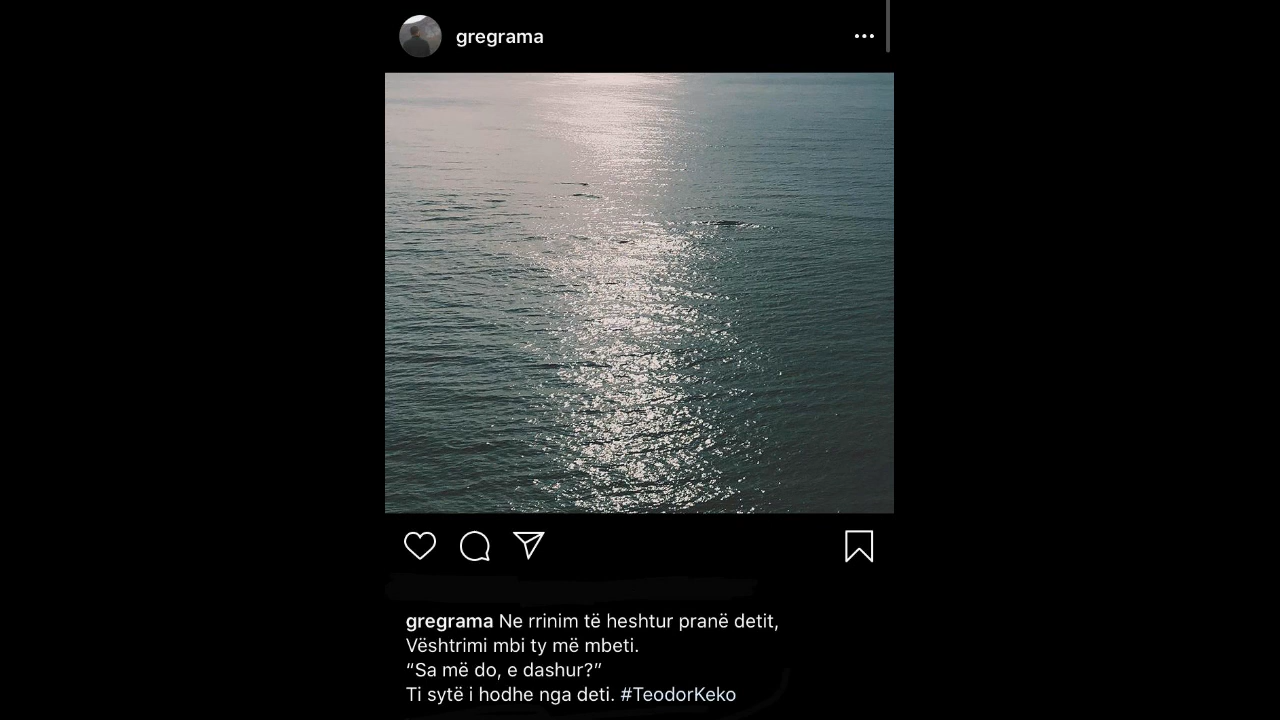 gregrama
gregrama Ne rrinim të heshtur pranë detit,
Vështrimi mbi ty më mbeti.
“Sa më do, e dashur?”
Ti sytë i hodhe nga deti. #TeodorKeko